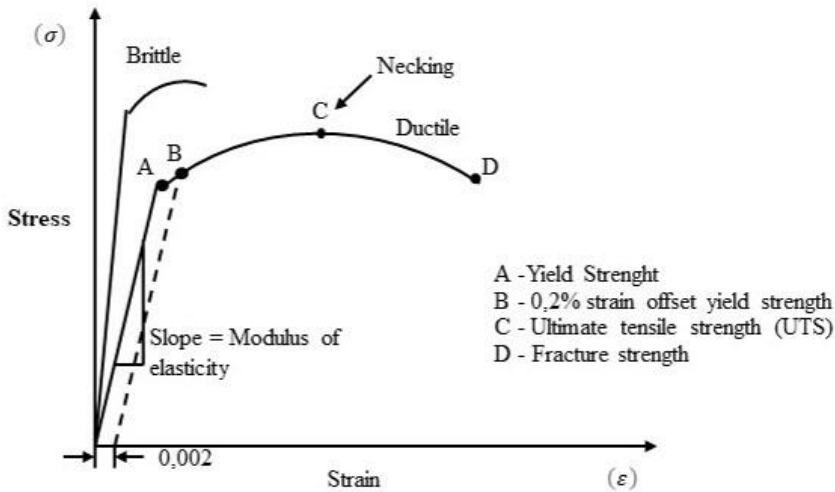 (σ)
Brittle
Necking
C
Ductile
B
A
D
Stress
A - Yield Strenght
B - 0,2% strain offset yield strength
C - Ultimate tensile strength (UTS)
D - Fracture strength
Slope = Modulus of
elasticity
0,002
Strain
(ε)